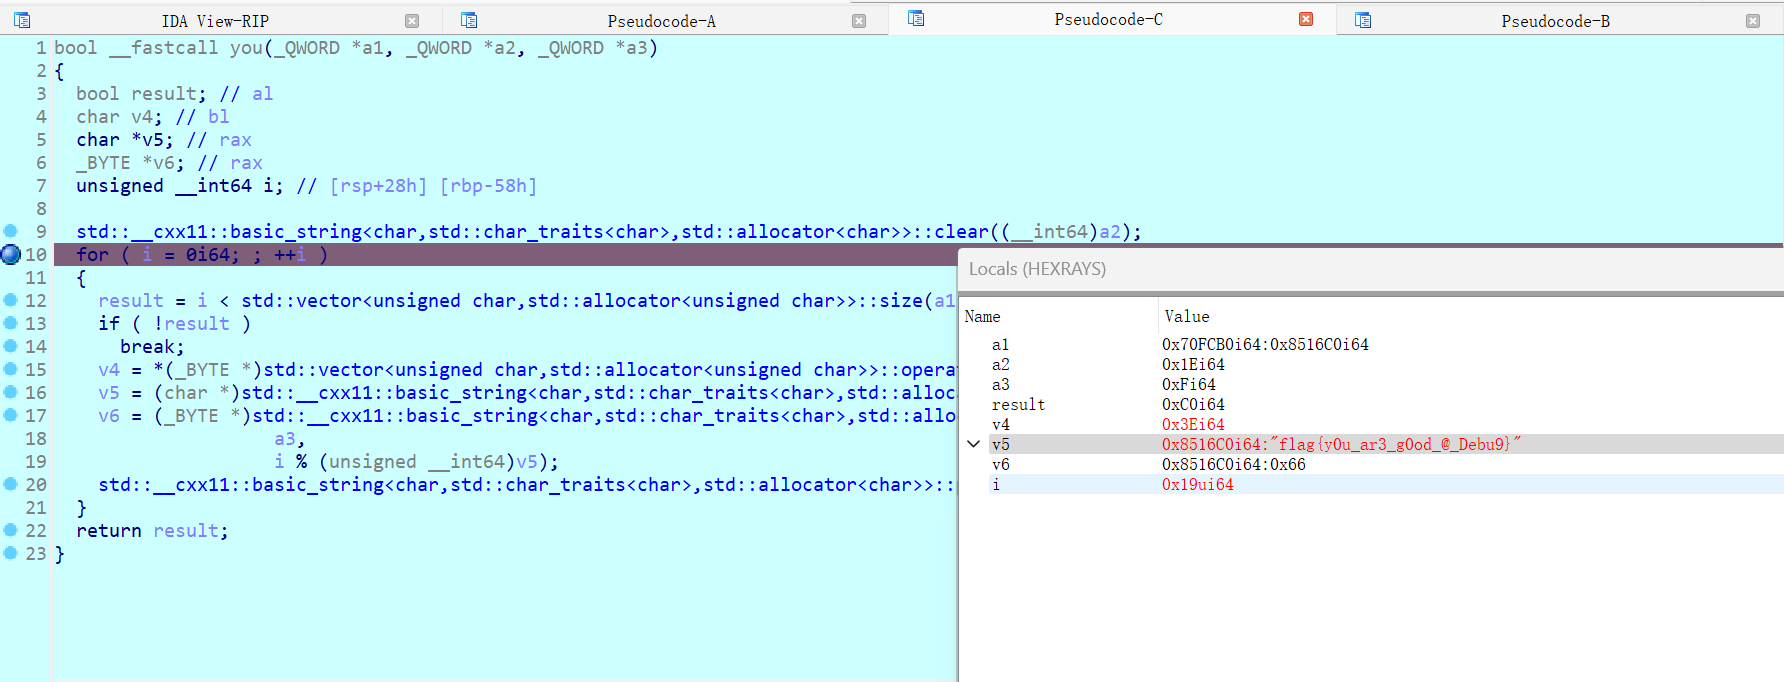 IDA View-RIP
Pseudocode-A
Pseudocode-C
Pseudocode-B
1 bool __fastcall you(_QWORD *a1, _QWORD *a2, _QWORD *a3)
2 {
3   bool result; // al
4   char v4; // bl
5   char *v5; // rax
6   _BYTE *v6; // rax
7   unsigned __int64 i; // [rsp+28h] [rbp-58h]
8
9   std::__cxx11::basic_string<char,std::char_traits<char>,std::allocator<char>>::clear((__int64)a2);
10   for ( i = 0i64; ; ++i )
11   {
12     result = i < std::vector<unsigned char,std::allocator<unsigned char>>::size(a1
13     if ( !result )
14       break;
15     v4 = *(_BYTE *)std::vector<unsigned char,std::allocator<unsigned char>>::opera
16     v5 = (char *)std::__cxx11::basic_string<char,std::char_traits<char>,std::alloc
17     v6 = (_BYTE *)std::__cxx11::basic_string<char,std::char_traits<char>,std::allo
18                     a3,
19                     i % (unsigned __int64)v5);
20     std::__cxx11::basic_string<char,std::char_traits<char>,std::allocator<char>>::
21   }
22   return result;
23 }
Locals (HEXRAYS)
Name Value
a1 0x70FCB0i64:0x8516C0i64
a2 0x1Ei64
a3 0xFi64
result 0xC0i64
v4 0x3Ei64
v5 0x8516C0i64:"flag{y0u_ar3_g0od_@_Debu9}"
v6 0x8516C0i64:0x66
i 0x19ui64